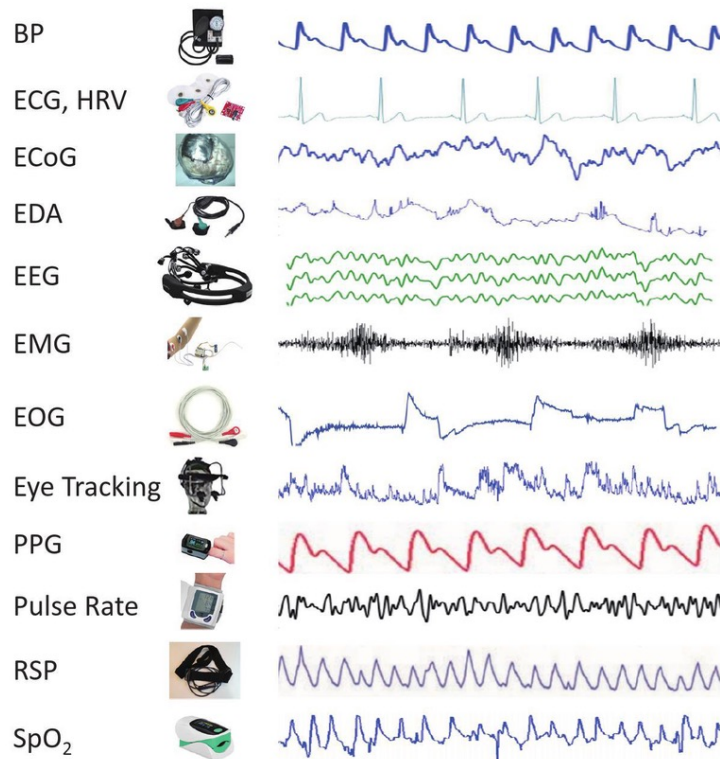 BP
ECG, HRV
ECoG
EDA
EEG
EMG
EOG
Eye Tracking
PPG
Pulse Rate
RSP
SpO₂